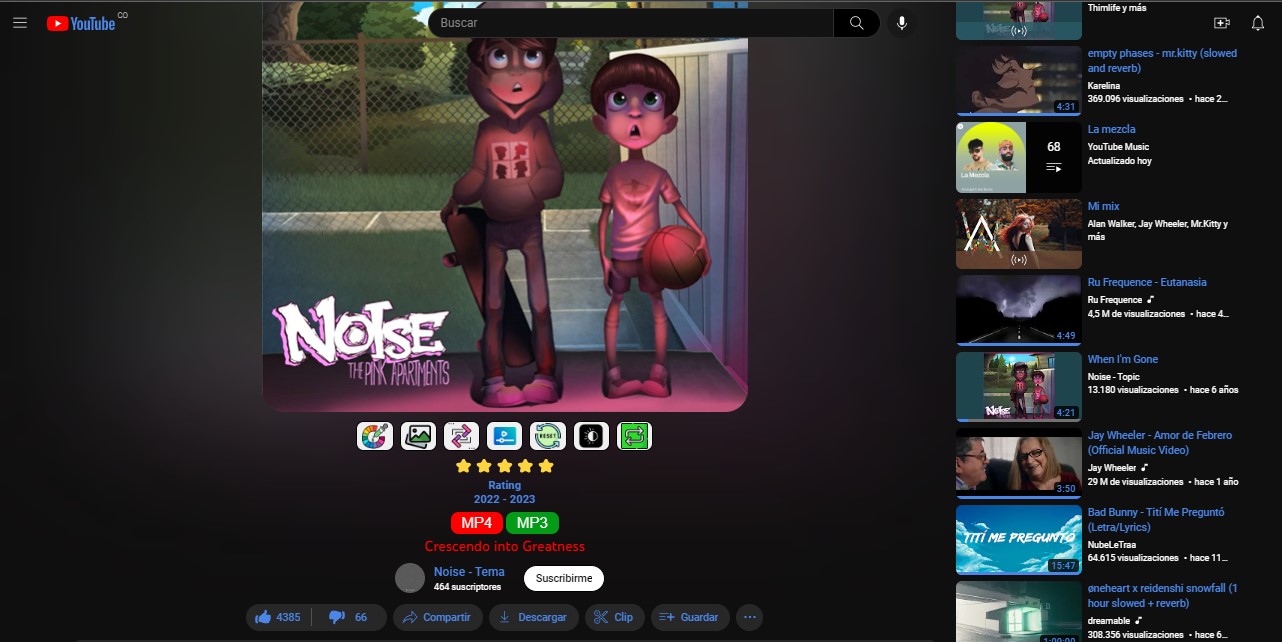 YouTube CO
Buscar
NOISE
THE PINK APARTMENTS
RESET
Rating
2022 - 2023
MP4 MP3
Crescendo into Greatness
Noise - Tema
464 suscriptores
Suscribirme
4385
66
Compartir
Descargar
Clip
Guardar
Thimlife y más
empty phases - mr.kitty (slowed
and reverb)
Karelina
369.096 visualizaciones • hace 2...
4:31
La mezcla
YouTube Music
Actualizado hoy
68
La Mezcla
Mi mix
Alan Walker, Jay Wheeler, Mr.Kitty y
más
Ru Frequence - Eutanasia
Ru Frequence
4,5 M de visualizaciones • hace 4...
4:49
When I'm Gone
Noise - Topic
13.180 visualizaciones • hace 6 años
NOISE
4:21
Jay Wheeler - Amor de Febrero
(Official Music Video)
Jay Wheeler
29 M de visualizaciones • hace 1 año
3:50
Bad Bunny - Tití Me Preguntó
(Letra/Lyrics)
NubeLeTraa
64.615 visualizaciones • hace 11...
TITÍ ME PREGUNTO
15:47
øneheart x reidenshi snowfall (1
hour slowed + reverb)
dreamable
308.356 visualizaciones • hace 6...
1:00:00